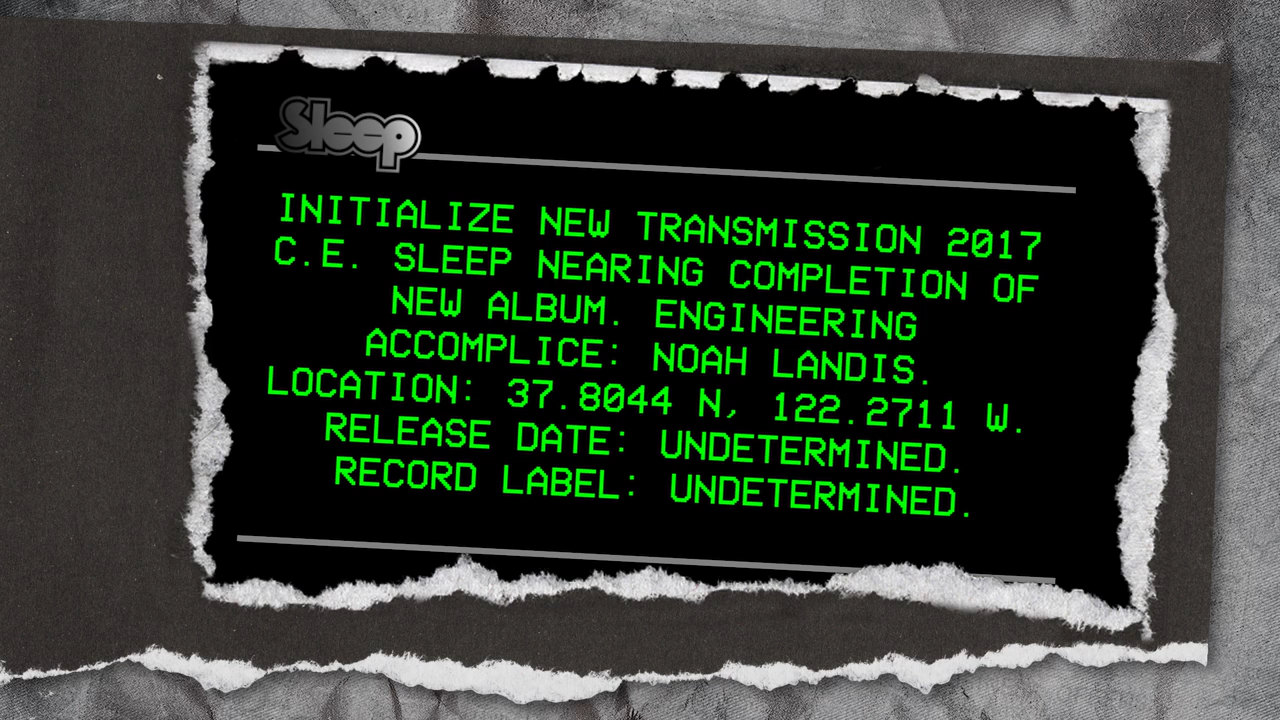 Sleep
INITIALIZE NEW TRANSMISSION 2017
C.E. SLEEP NEARING COMPLETION OF
NEW ALBUM. ENGINEERING
ACCOMPLICE: NOAH LANDIS.
LOCATION: 37.8044 N, 122.2711 W.
RELEASE DATE: UNDETERMINED.
RECORD LABEL: UNDETERMINED.